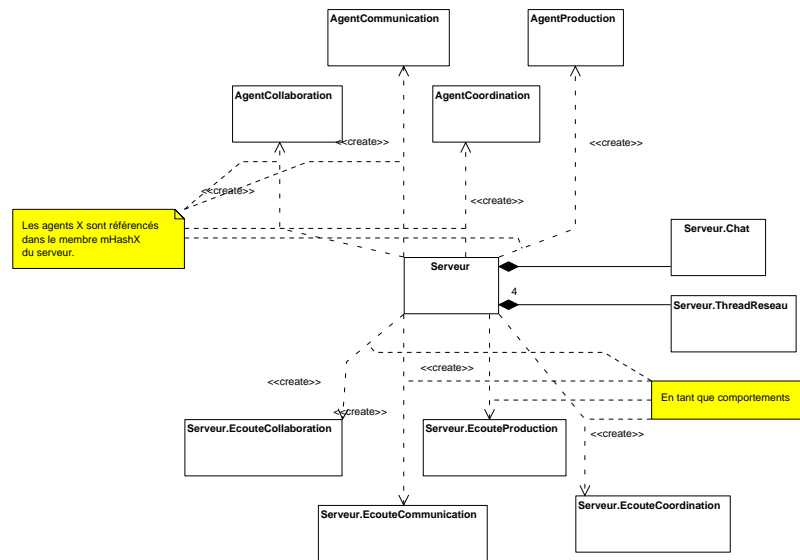 AgentCommunication
AgentProduction
AgentCollaboration
AgentCoordination
<<create>>
<<create>>
<<create>>
<<create>>
Les agents X sont référencés
dans le membre mHashX
du serveur.
Serveur
Serveur.Chat
4
Serveur.ThreadReseau
<<create>>
<<create>>
<<create>>
<<create>>
En tant que comportements
Serveur.EcouteCollaboration
Serveur.EcouteProduction
Serveur.EcouteCommunication
Serveur.EcouteCoordination